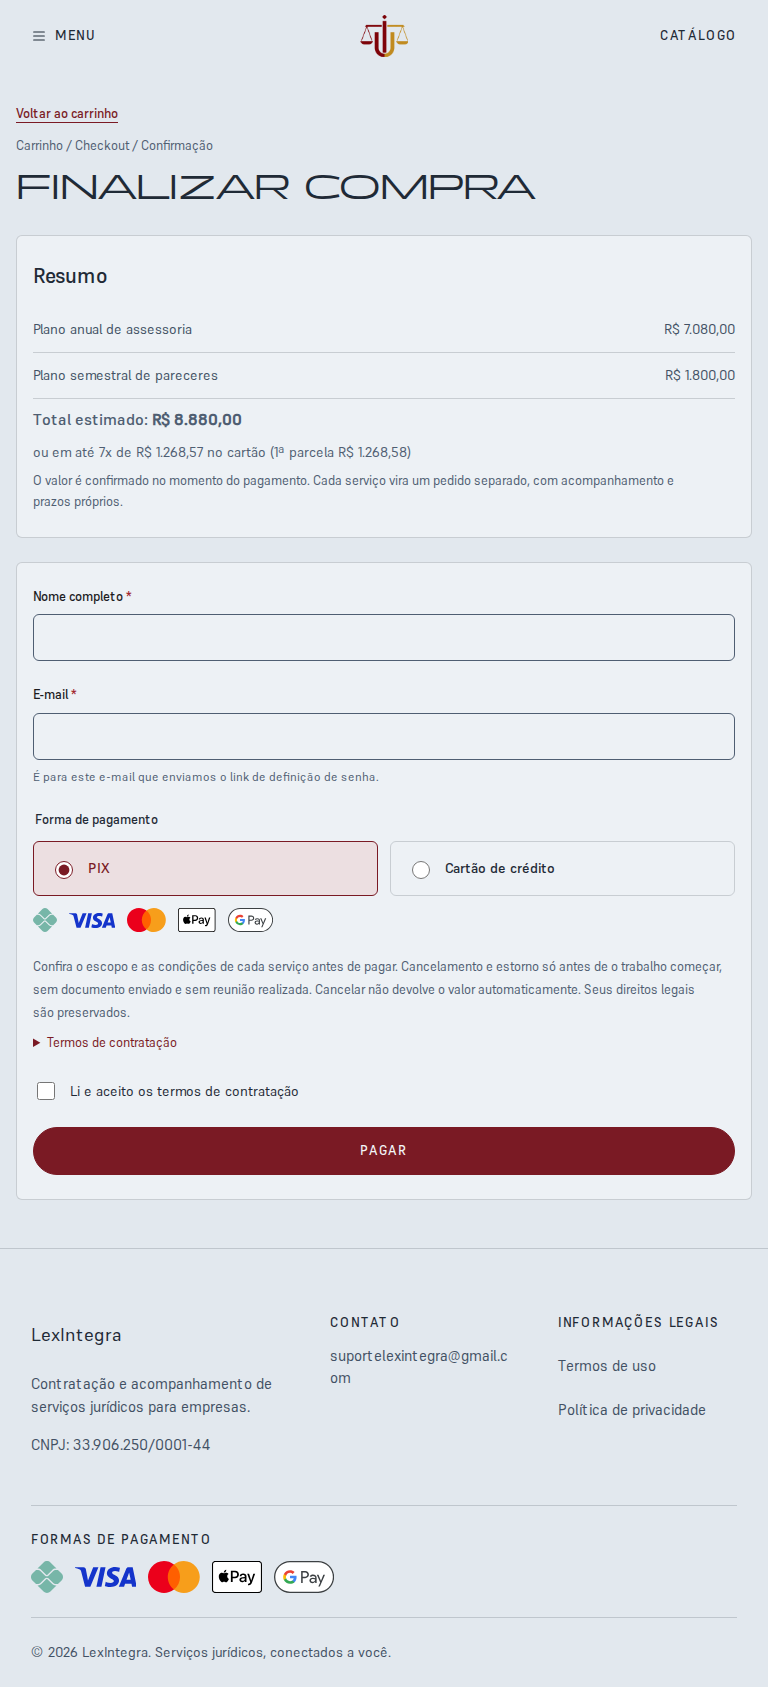 MENU
CATÁLOGO
Voltar ao carrinho
Carrinho / Checkout / Confirmação
FINALIZAR COMPRA
Resumo
Plano anual de assessoria R$ 7.080,00
Plano semestral de pareceres R$ 1.800,00
Total estimado: R$ 8.880,00
ou em até 7x de R$ 1.268,57 no cartão (1ª parcela R$ 1.268,58)
O valor é confirmado no momento do pagamento. Cada serviço vira um pedido separado, com acompanhamento e
prazos próprios.
Nome completo *
E-mail *
É para este e-mail que enviamos o link de definição de senha.
Forma de pagamento
PIX
Cartão de crédito
VISA Apple Pay G Pay
Confira o escopo e as condições de cada serviço antes de pagar. Cancelamento e estorno só antes de o trabalho começar,
sem documento enviado e sem reunião realizada. Cancelar não devolve o valor automaticamente. Seus direitos legais
são preservados.
Termos de contratação
Li e aceito os termos de contratação
PAGAR
LexIntegra
Contratação e acompanhamento de
serviços jurídicos para empresas.
CNPJ: 33.906.250/0001-44
CONTATO
suportelexintegra@gmail.c
om
INFORMAÇÕES LEGAIS
Termos de uso
Política de privacidade
FORMAS DE PAGAMENTO
VISA Apple Pay G Pay
© 2026 LexIntegra. Serviços jurídicos, conectados a você.